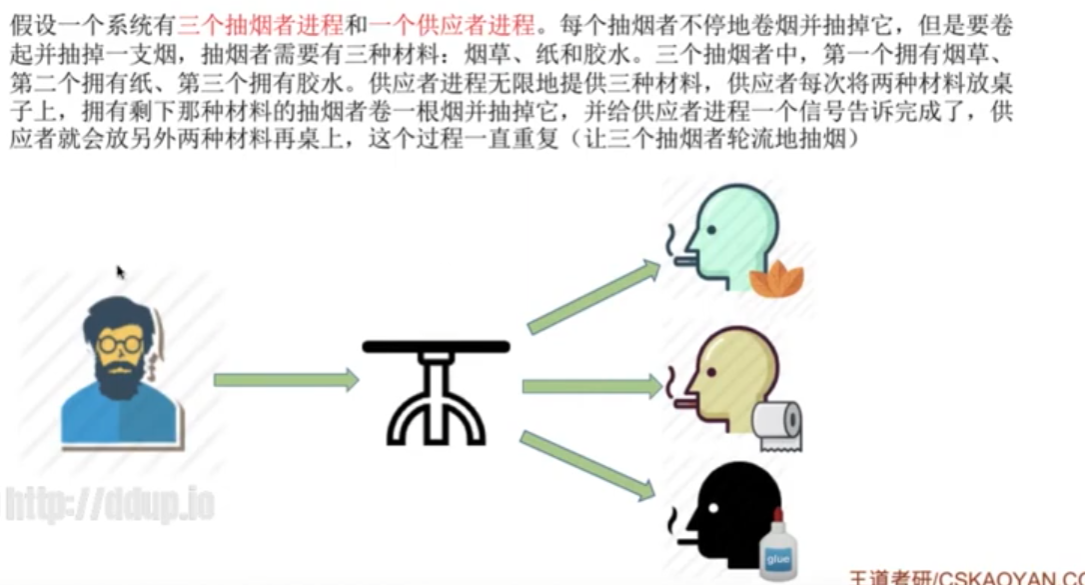 假设一个系统有三个抽烟者进程和一个供应者进程。每个抽烟者不停地卷烟并抽掉它，但是要卷
起并抽掉一支烟，抽烟者需要有三种材料：烟草、纸和胶水。三个抽烟者中，第一个拥有烟草、
第二个拥有纸、第三个拥有胶水。供应者进程无限地提供三种材料，供应者每次将两种材料放桌
子上，拥有剩下那种材料的抽烟者卷一根烟并抽掉它，并给供应者进程一个信号告诉完成了，供
应者就会放另外两种材料再桌上，这个过程一直重复（让三个抽烟者轮流地抽烟）
glue
http://ddup.io
王道考研/CSKAOYAN.CO